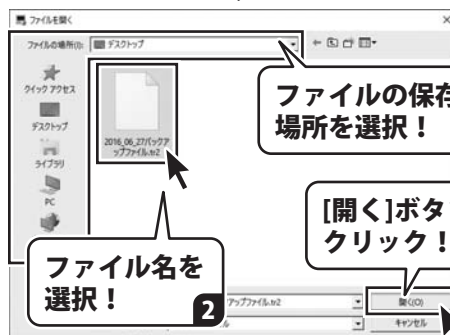 ファイルを開く
ファイルの場所(I):
デスクトップ
クイック アクセス
デスクトップ
ライブラリ
PC
2016_06_27バックア
ップファイル.tr2
ファイルの保存
場所を選択！
[開く]ボタ
クリック！
ファイル名を
選択！
2
アップファイル.tr2
開く(O)
キャンセル